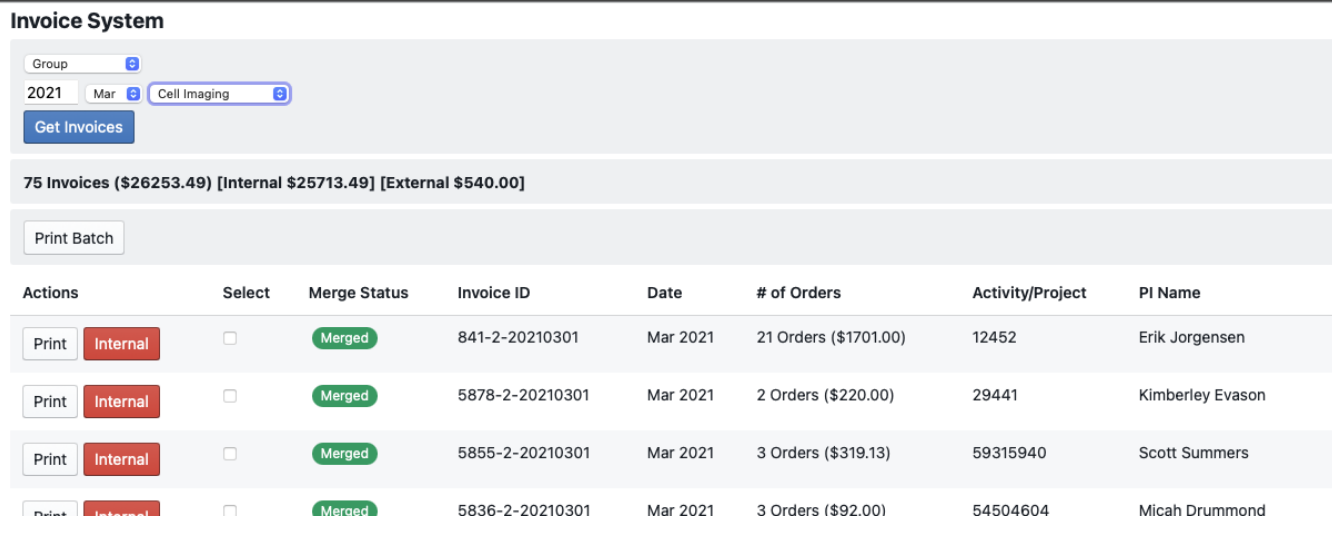 Invoice System
Group
2021 Mar Cell Imaging
Get Invoices
75 Invoices ($26253.49) [Internal $25713.49] [External $540.00]
Print Batch
Actions Select Merge Status Invoice ID Date # of Orders Activity/Project PI Name
Print Internal Merged 841-2-20210301 Mar 2021 21 Orders ($1701.00) 12452 Erik Jorgensen
Print Internal Merged 5878-2-20210301 Mar 2021 2 Orders ($220.00) 29441 Kimberley Evason
Print Internal Merged 5855-2-20210301 Mar 2021 3 Orders ($319.13) 59315940 Scott Summers
Print Internal Merged 5836-2-20210301 Mar 2021 3 Orders ($92.00) 54504604 Micah Drummond